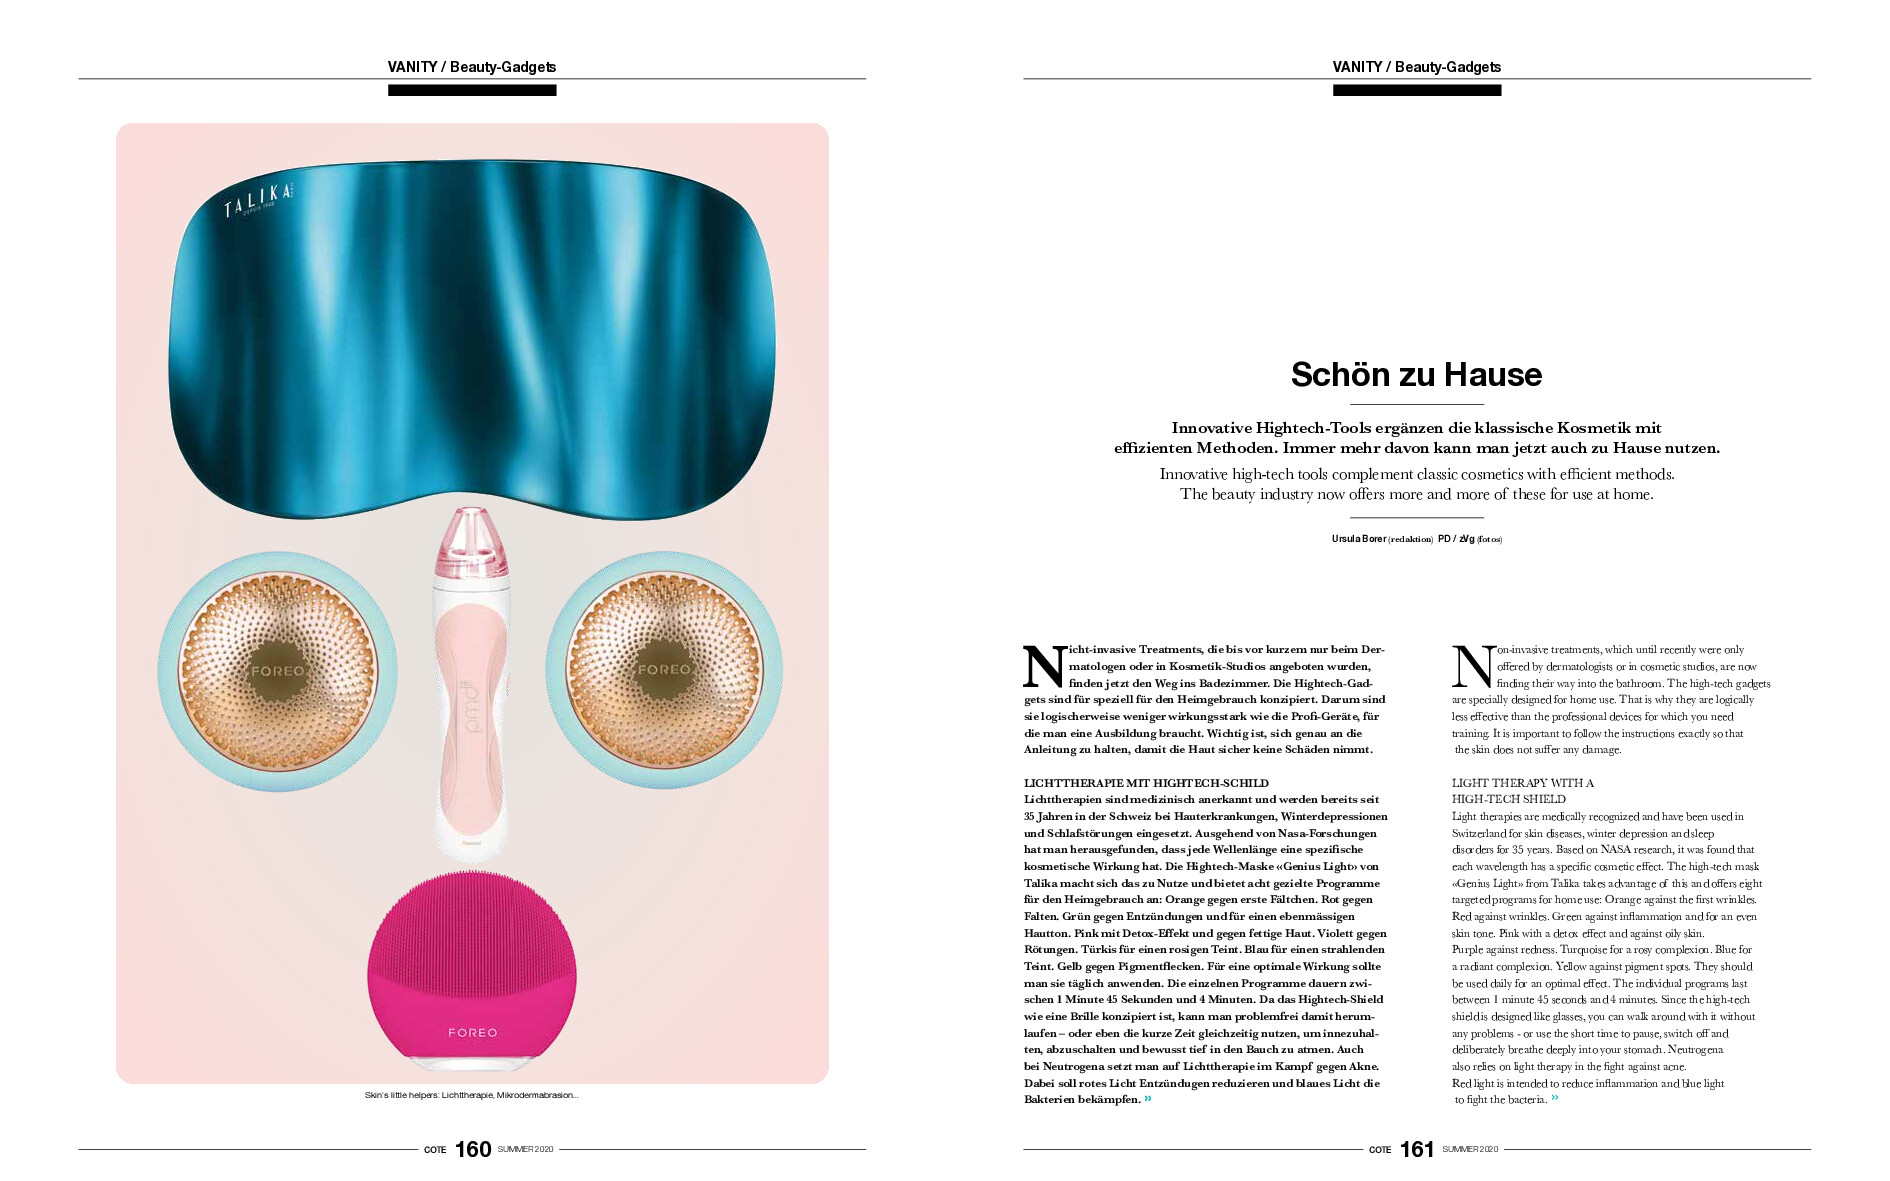 VANITY / Beauty-Gadgets
TALIKA
DEPUIS 1948
FOREO
pmd
FOREO
FOREO
Skin's little helpers: Lichttherapie, Mikrodermabrasion...
COTE 160 SUMMER 2020
VANITY / Beauty-Gadgets
Schön zu Hause
Innovative Hightech-Tools ergänzen die klassische Kosmetik mit
effizienten Methoden. Immer mehr davon kann man jetzt auch zu Hause nutzen.
Innovative high-tech tools complement classic cosmetics with efficient methods.
The beauty industry now offers more and more of these for use at home.
Ursula Borer (redaktion) PD / zVg (fotos)
Nicht-invasive Treatments, die bis vor kurzem nur beim Der-
matologen oder in Kosmetik-Studios angeboten wurden,
finden jetzt den Weg ins Badezimmer. Die Hightech-Gad-
gets sind für speziell für den Heimgebrauch konzipiert. Darum sind
sie logischerweise weniger wirkungsstark wie die Profi-Geräte, für
die man eine Ausbildung braucht. Wichtig ist, sich genau an die
Anleitung zu halten, damit die Haut sicher keine Schäden nimmt.
LICHTTHERAPIE MIT HIGHTECH-SCHILD
Lichttherapien sind medizinisch anerkannt und werden bereits seit
35 Jahren in der Schweiz bei Hauterkrankungen, Winterdepressionen
und Schlafstörungen eingesetzt. Ausgehend von Nasa-Forschungen
hat man herausgefunden, dass jede Wellenlänge eine spezifische
kosmetische Wirkung hat. Die Hightech-Maske «Genius Light» von
Talika macht sich das zu Nutze und bietet acht gezielte Programme
für den Heimgebrauch an: Orange gegen erste Fältchen. Rot gegen
Falten. Grün gegen Entzündungen und für einen ebenmässigen
Hautton. Pink mit Detox-Effekt und gegen fettige Haut. Violett gegen
Rötungen. Türkis für einen rosigen Teint. Blau für einen strahlenden
Teint. Gelb gegen Pigmentflecken. Für eine optimale Wirkung sollte
man sie täglich anwenden. Die einzelnen Programme dauern zwi-
schen 1 Minute 45 Sekunden und 4 Minuten. Da das Hightech-Shield
wie eine Brille konzipiert ist, kann man problemfrei damit herum-
laufen – oder eben die kurze Zeit gleichzeitig nutzen, um innezuhal-
ten, abzuschalten und bewusst tief in den Bauch zu atmen. Auch
bei Neutrogena setzt man auf Lichttherapie im Kampf gegen Akne.
Dabei soll rotes Licht Entzündugen reduzieren und blaues Licht die
Bakterien bekämpfen. »
Non-invasive treatments, which until recently were only
offered by dermatologists or in cosmetic studios, are now
finding their way into the bathroom. The high-tech gadgets
are specially designed for home use. That is why they are logically
less effective than the professional devices for which you need
training. It is important to follow the instructions exactly so that
the skin does not suffer any damage.
LIGHT THERAPY WITH A
HIGH-TECH SHIELD
Light therapies are medically recognized and have been used in
Switzerland for skin diseases, winter depression and sleep
disorders for 35 years. Based on NASA research, it was found that
each wavelength has a specific cosmetic effect. The high-tech mask
«Genius Light» from Talika takes advantage of this and offers eight
targeted programs for home use: Orange against the first wrinkles.
Red against wrinkles. Green against inflammation and for an even
skin tone. Pink with a detox effect and against oily skin.
Purple against redness. Turquoise for a rosy complexion. Blue for
a radiant complexion. Yellow against pigment spots. They should
be used daily for an optimal effect. The individual programs last
between 1 minute 45 seconds and 4 minutes. Since the high-tech
shield is designed like glasses, you can walk around with it without
any problems - or use the short time to pause, switch off and
deliberately breathe deeply into your stomach. Neutrogena
also relies on light therapy in the fight against acne.
Red light is intended to reduce inflammation and blue light
to fight the bacteria. »
COTE 161 SUMMER 2020